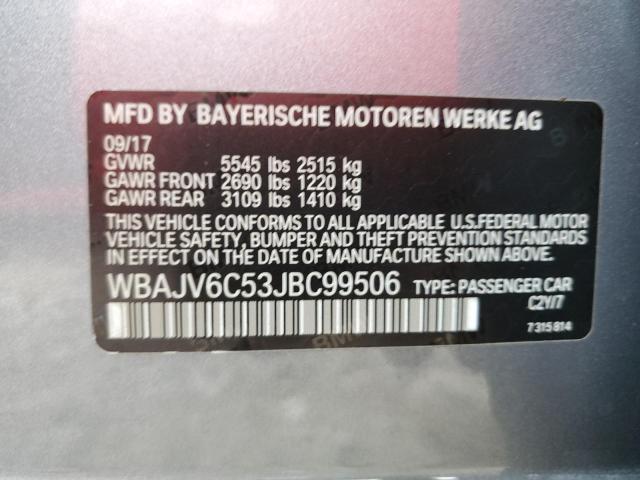 MFD BY BAYERISCHE MOTOREN WERKE AG
09/17
GVWR 5545 lbs 2515 kg
GAWR FRONT 2690 lbs 1220 kg
GAWR REAR 3109 lbs 1410 kg
THIS VEHICLE CONFORMS TO ALL APPLICABLE U.S.FEDERAL MOTOR
VEHICLE SAFETY, BUMPER AND THEFT PREVENTION STANDARDS
IN EFFECT ON THE DATE OF MANUFACTURE SHOWN ABOVE.
WBAJV6C53JBC99506 TYPE: PASSENGER CAR
C2Y/7
7 315 814